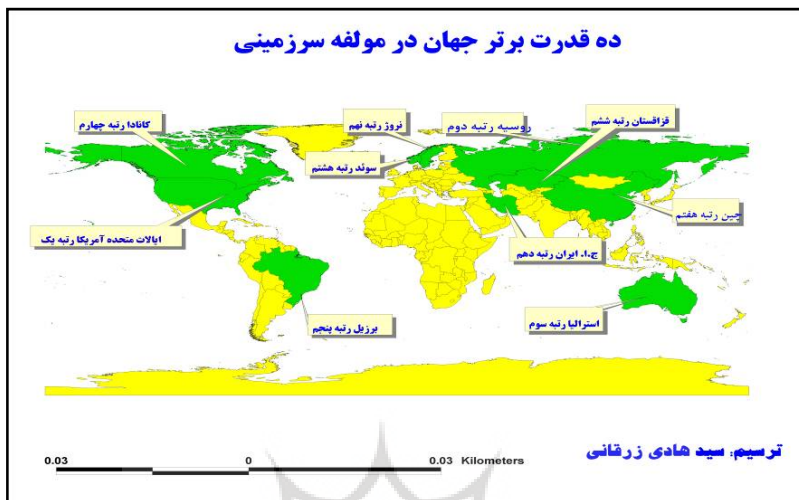 ده قدرت برتر جهان در مولفه سرزمینی
کانادا رتبه چهارم
نروژ رتبه نهم
روسیه رتبه دوم
قزاقستان رتبه ششم
سوئد رتبه هشتم
چین رتبه هفتم
ایالات متحده آمریکا رتبه یک
ج.ا. ایران رتبه دهم
برزیل رتبه پنجم
استرالیا رتبه سوم
ترسیم: سید هادی زرقانی
0.03 0 0.03 Kilometers